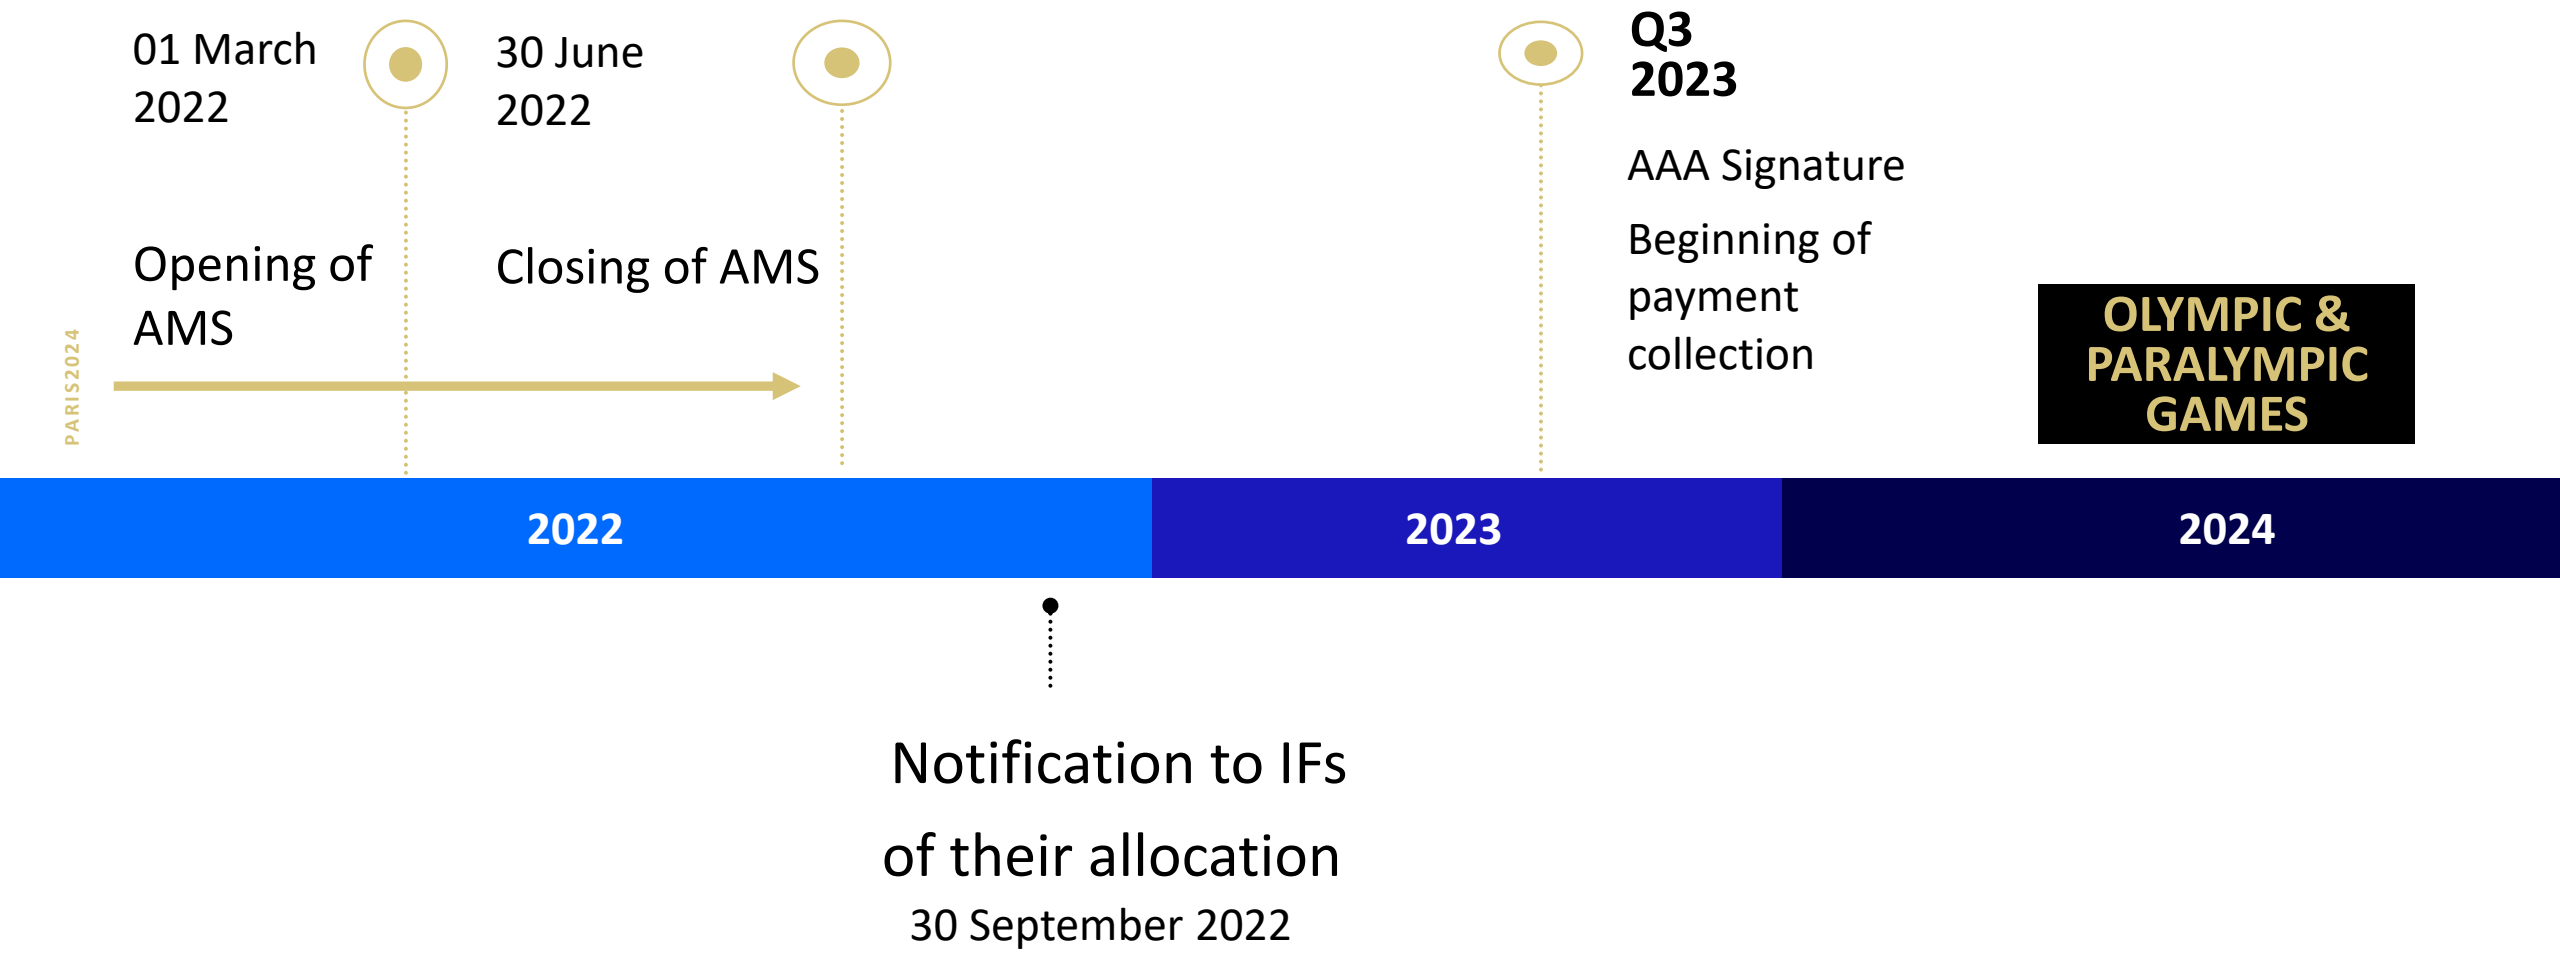 01 March
2022
Opening of
AMS
30 June
2022
Closing of AMS
Q3
2023
AAA Signature
Beginning of
payment
collection
OLYMPIC &
PARALYMPIC
GAMES
PARIS2024
2022
2023
2024
Notification to IFs
of their allocation
30 September 2022